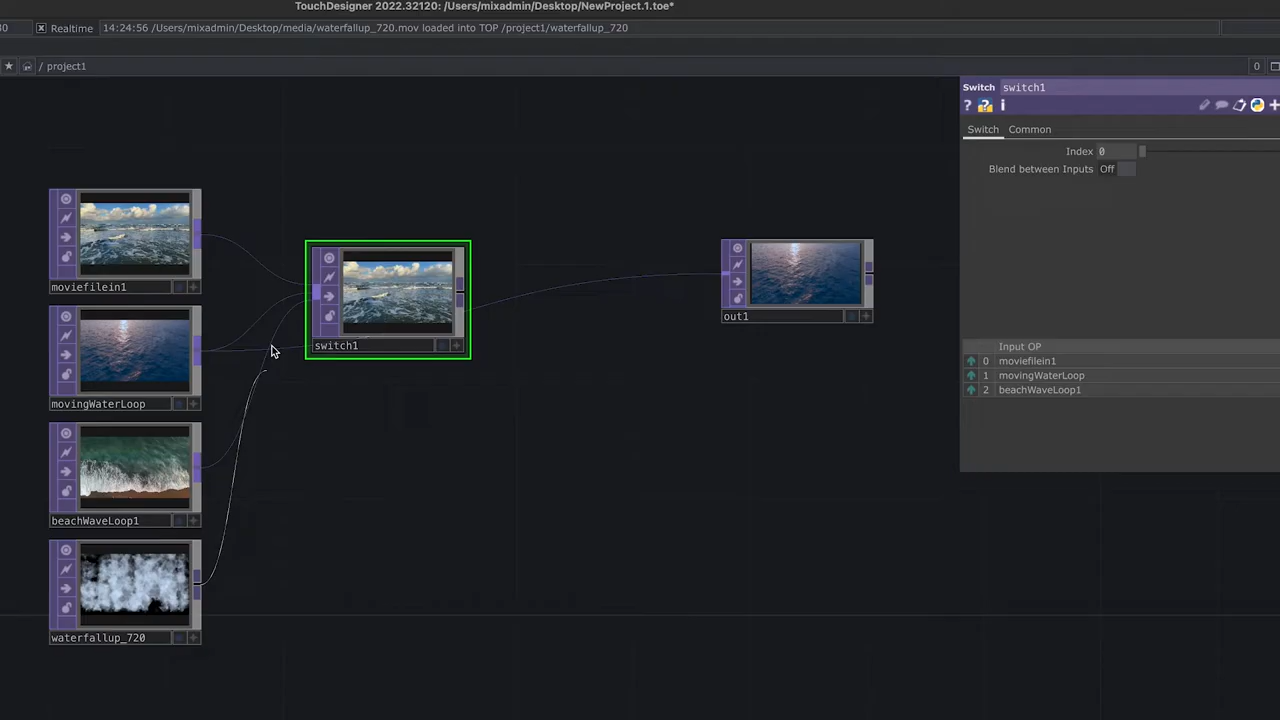 TouchDesigner 2022.32120: /Users/mixadmin/Desktop/NewProject.1.toe*
30 Realtime 14:24:56 /Users/mixadmin/Desktop/media/waterfallup_720.mov loaded into TOP /project1/waterfallup_720
/ project1 0
Switch switch1
Switch Common
Index 0
Blend between Inputs Off
moviefilein1
switch1
out1
Input OP
0 moviefilein1
1 movingWaterLoop
2 beachWaveLoop1
movingWaterLoop
beachWaveLoop1
waterfallup_720